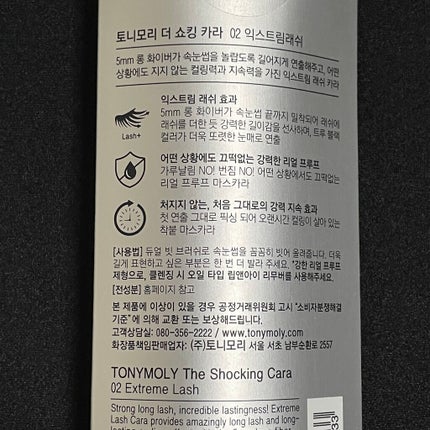 토니모리 더 쇼킹 카라 02 익스트림래쉬
5mm 롱 화이버가 속눈썹을 놀랍도록 길어지게 연출해주고, 어떤
상황에도 지지 않는 컬링력과 지속력을 가진 익스트림 래쉬 카라
익스트림 래쉬 효과
5mm 롱 화이버가 속눈썹 끝까지 밀착되어 래쉬에
래쉬를 더한 듯 강력한 길이감을 선사하며, 트루 블랙
컬러가 더욱 또렷한 눈매로 연출
Lash+
어떤 상황에도 끄떡없는 강력한 리얼 프루프
가루날림 NO! 번짐 NO! 어떤 상황에서도 끄떡없는
리얼 프루프 마스카라
처지지 않는, 처음 그대로의 강력 지속 효과
첫 연출 그대로 픽싱 되어 오랜시간 컬링이 살아 있는
착붙 마스카라
[사용법] 듀얼 빗 브러쉬로 속눈썹을 꼼꼼히 빗어 올려줍니다. 더욱
길게 표현하고 싶은 부분은 한 번 더 발라 주세요. *강한 리얼 프루프
제형으로, 클렌징 시 오일 타입 립앤아이 리무버를 사용해주세요.
[전성분] 홈페이지 참고
본 제품에 이상이 있을 경우 공정거래위원회 고시 "소비자분쟁해결
기준" 에 의해 교환 또는 보상해드립니다.
고객상담실: 080-356-2222 / www.tonymoly.com
화장품책임판매업자: (주)토니모리 서울 서초 남부순환로 2557
TONYMOLY The Shocking Cara
02 Extreme Lash
Strong long lash, incredible lastingness! Extreme
Lash Cara provides amazingly long lash and long-